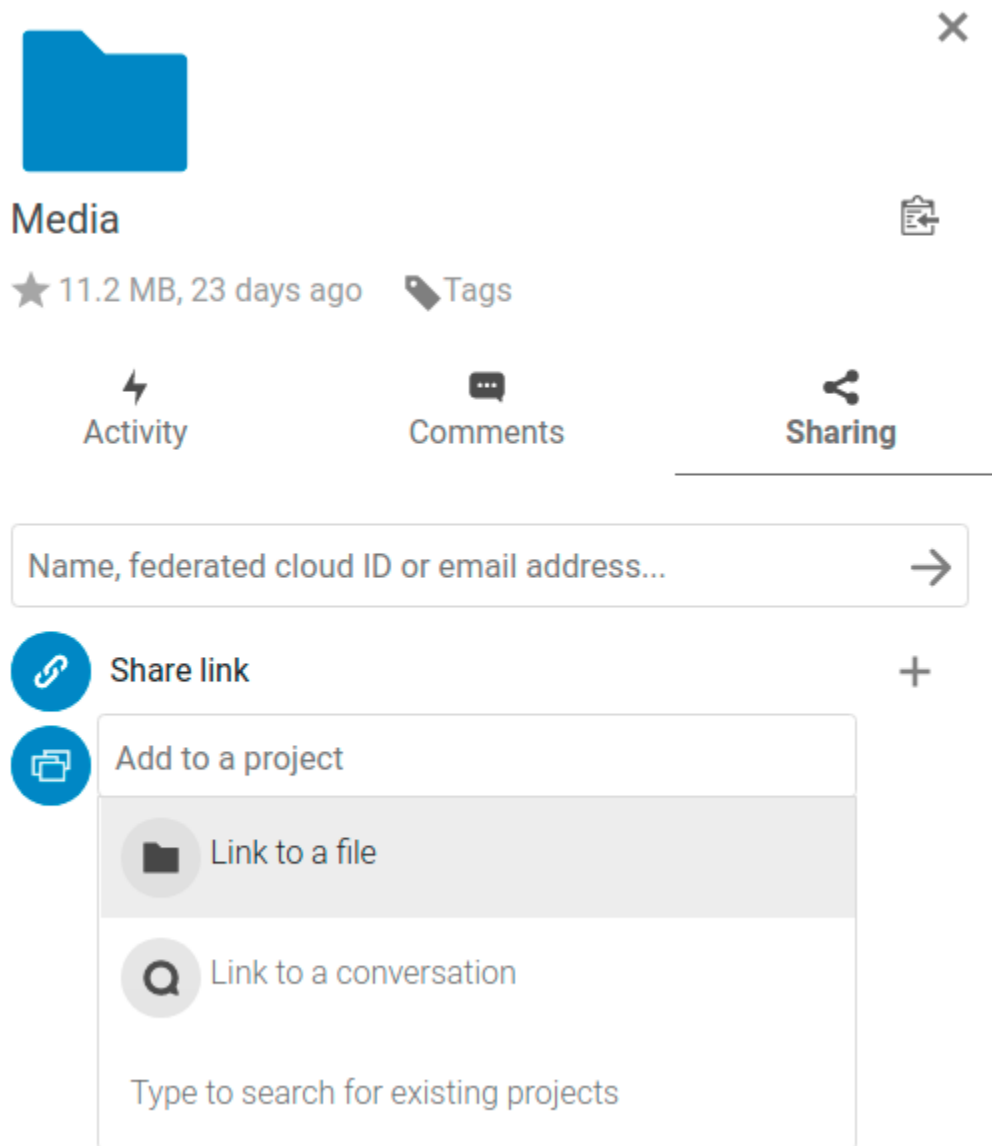 Media
11.2 MB, 23 days ago Tags
Activity Comments Sharing
Name, federated cloud ID or email address...
Share link
Add to a project
Link to a file
Link to a conversation
Type to search for existing projects